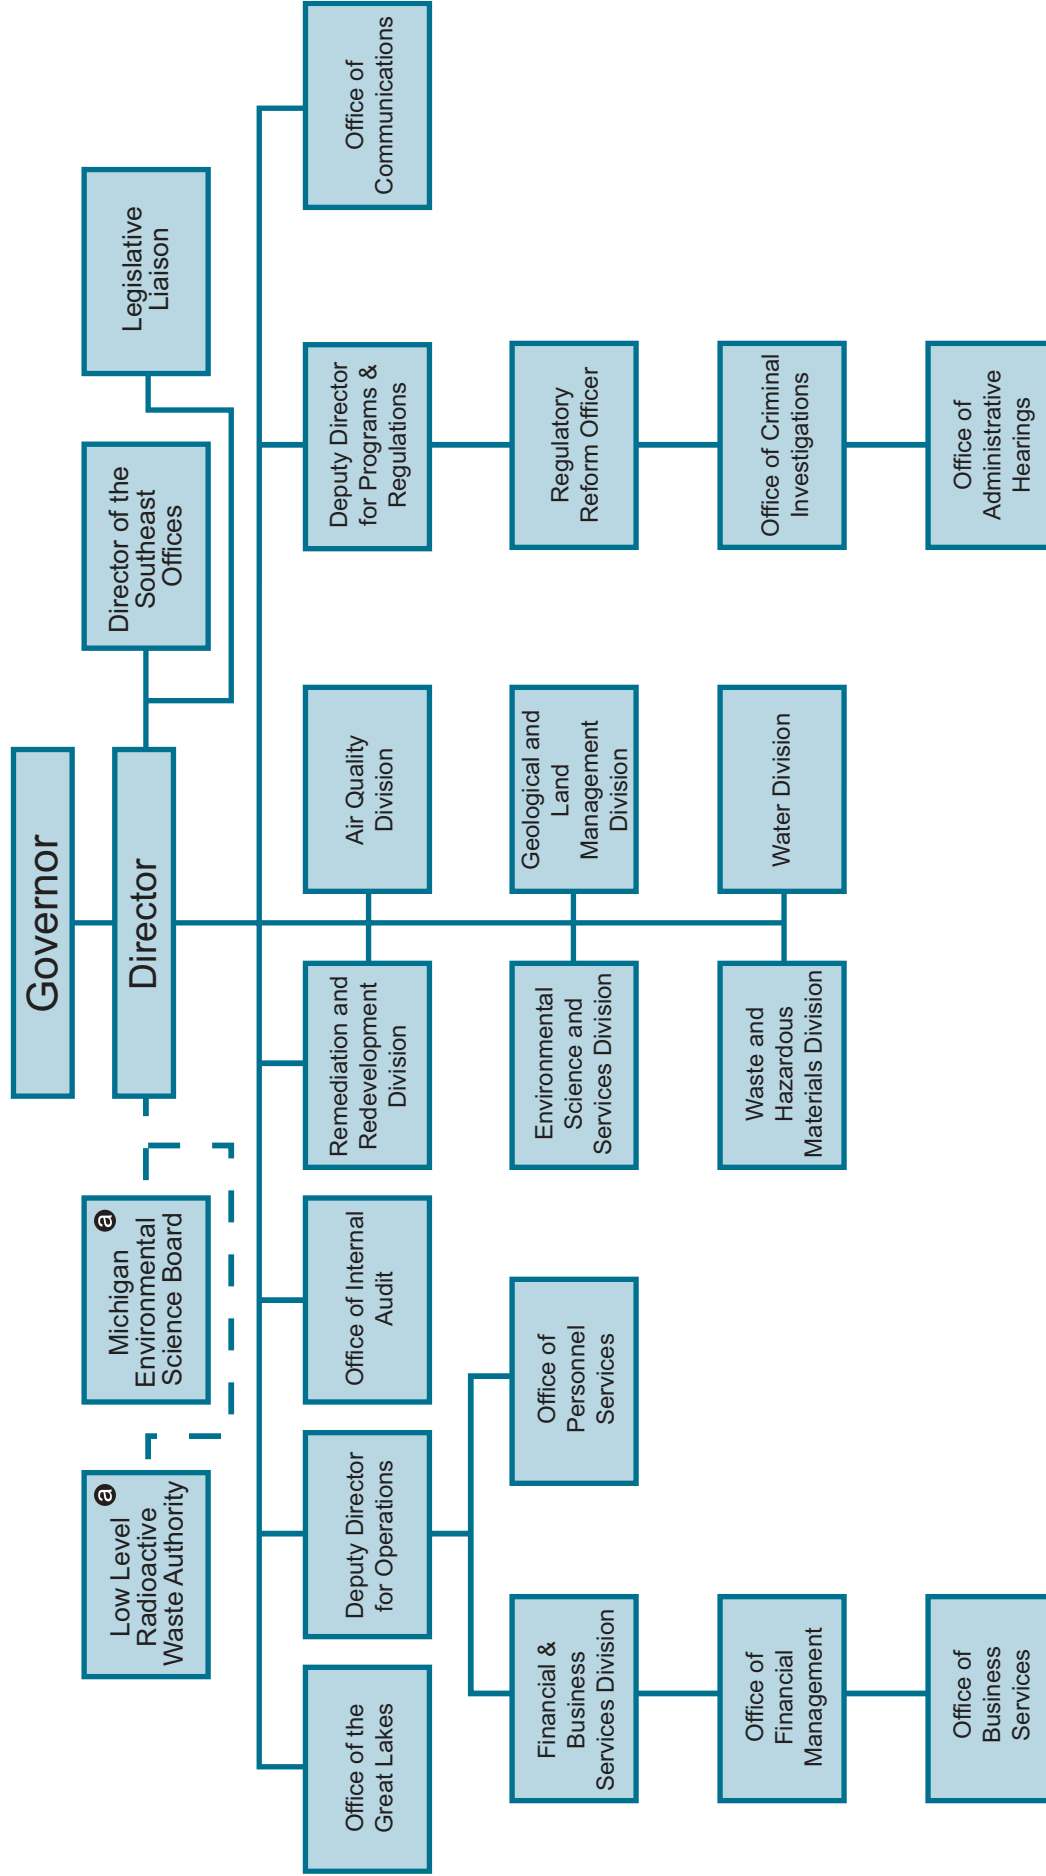 Governor
Director
Low Level
Radioactive
Waste Authority
a
Michigan
Environmental
Science Board
a
Director of the
Southeast
Offices
Legislative
Liaison
Office of the
Great Lakes
Deputy Director
for Operations
Office of Internal
Audit
Remediation and
Redevelopment
Division
Air Quality
Division
Deputy Director
for Programs &
Regulations
Office of
Communications
Financial &
Business
Services Division
Office of
Personnel
Services
Environmental
Science and
Services Division
Geological and
Land
Management
Division
Regulatory
Reform Officer
Office of
Financial
Management
Waste and
Hazardous
Materials Division
Water Division
Office of Criminal
Investigations
Office of
Business
Services
Office of
Administrative
Hearings